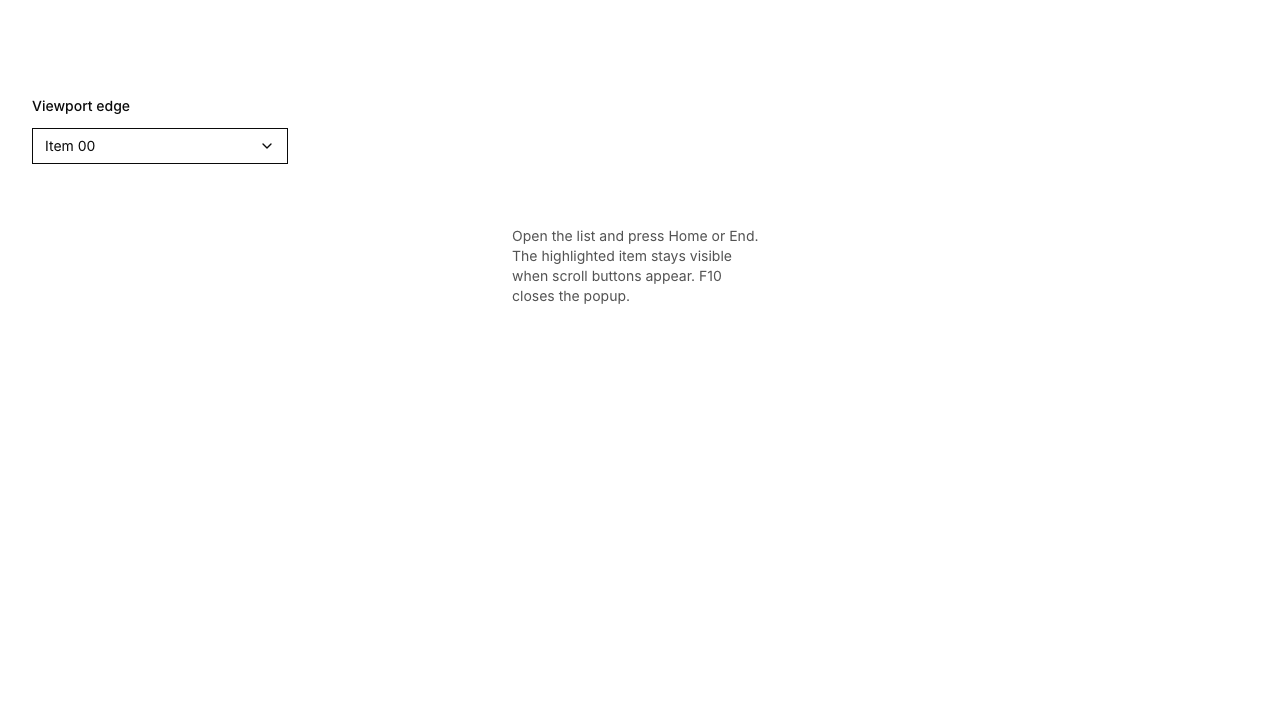 Viewport edge
Item 00
Open the list and press Home or End.
The highlighted item stays visible
when scroll buttons appear. F10
closes the popup.